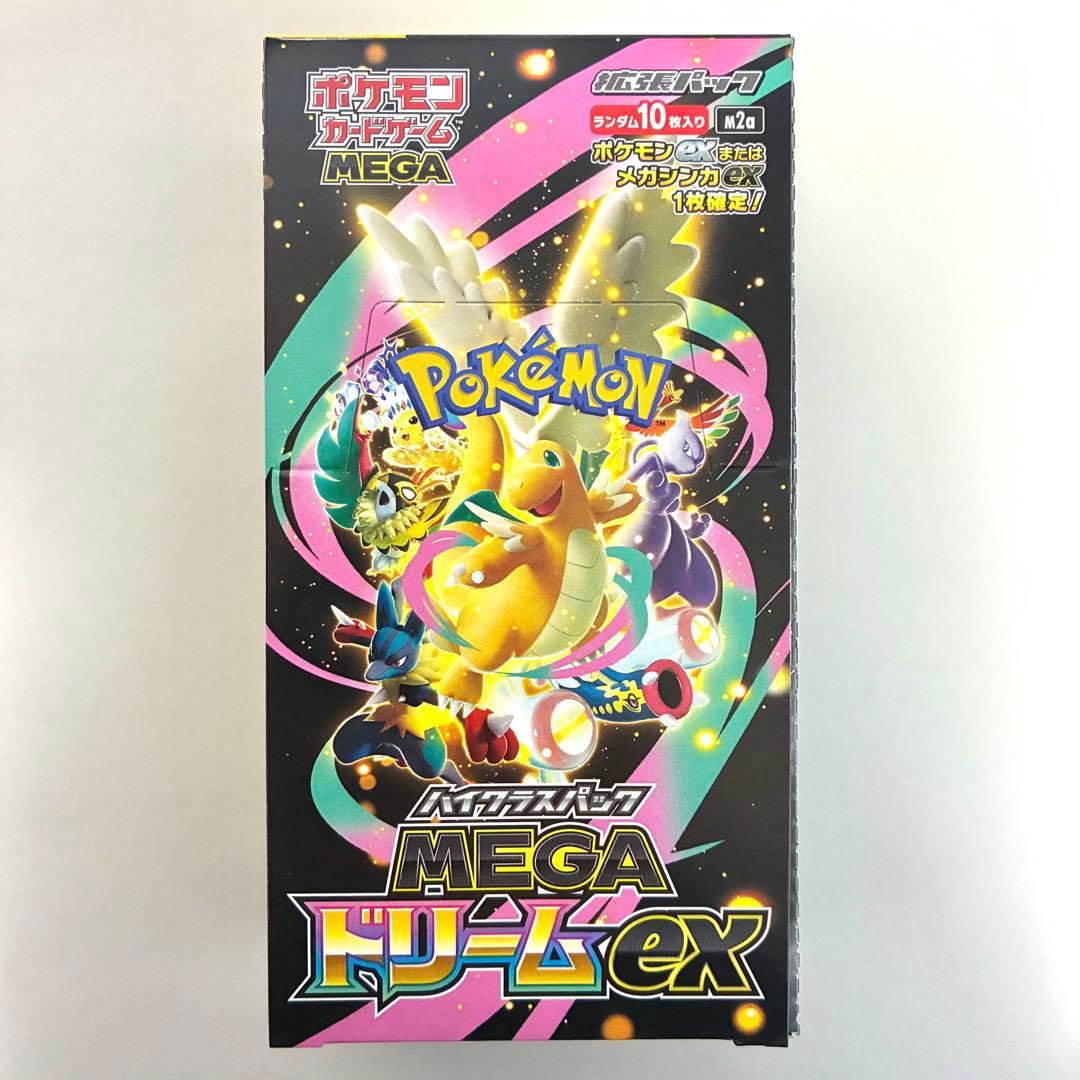 ポケモン
カードゲーム™
MEGA
拡張パック
ランダム10枚入り M2a
ポケモンexまたは
メガシンカex
1枚確定!
POKéMON™
ハイクラスパック
MEGA
ドリームex